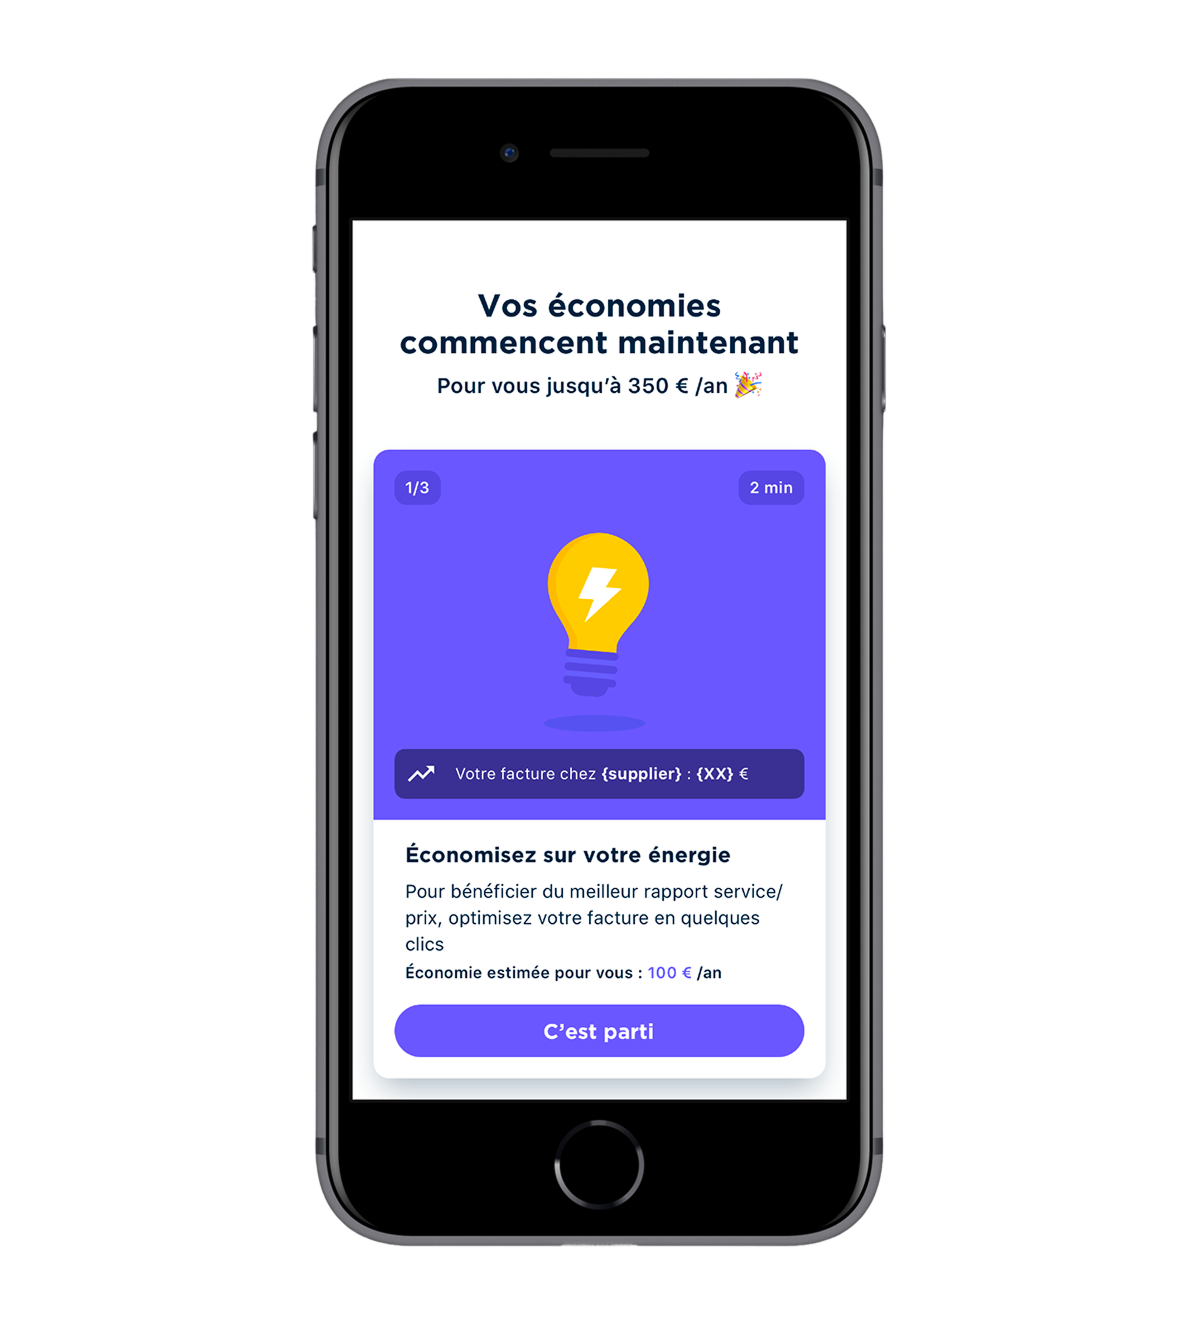 Vos économies
commencent maintenant
Pour vous jusqu’à 350 € /an
1/3
2 min
Votre facture chez {supplier} : {XX} €
Économisez sur votre énergie
Pour bénéficier du meilleur rapport service/
prix, optimisez votre facture en quelques
clics
Économie estimée pour vous : 100 € /an
C’est parti